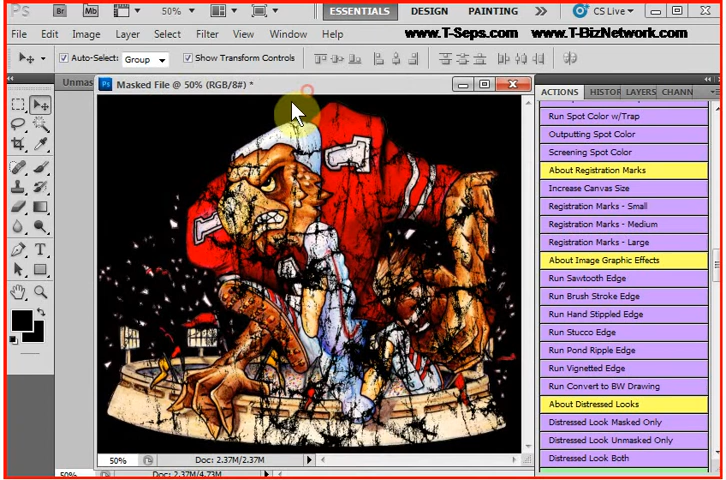 Ps Br Mb 50% ESSENTIALS DESIGN PAINTING CS Live
File Edit Image Layer Select Filter View Window www.T-Seps.com www.T-BizNetwork.com
Auto-Select: Group Show Transform Controls
Unmas
Ps Masked File @ 50% (RGB/8#) *
ACTIONS HISTOR LAYERS CHANN
Run Spot Color w/Trap
Outputting Spot Color
Screening Spot Color
About Registration Marks
Increase Canvas Size
Registration Marks - Small
Registration Marks - Medium
Registration Marks - Large
About Image Graphic Effects
Run Sawtooth Edge
Run Brush Stroke Edge
Run Hand Stippled Edge
Run Stucco Edge
Run Pond Ripple Edge
Run Vignetted Edge
Run Convert to BW Drawing
About Distressed Looks
Distressed Look Masked Only
Distressed Look Unmasked Only
Distressed Look Both
1
1
T
50% Doc: 2.37M/2.37M
50% Doc: 2.37M/4.73M